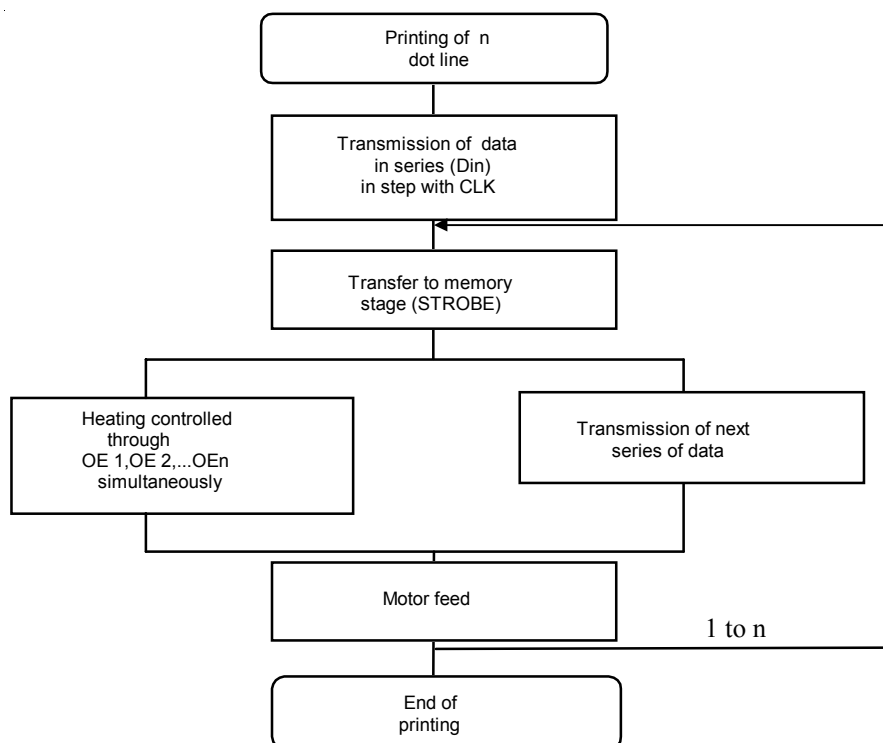 Printing of n
dot line
Transmission of data
in series (Din)
in step with CLK
Transfer to memory
stage (STROBE)
Heating controlled
through
OE 1,OE 2,...OEn
simultaneously
Transmission of next
series of data
Motor feed
1 to n
End of
printing